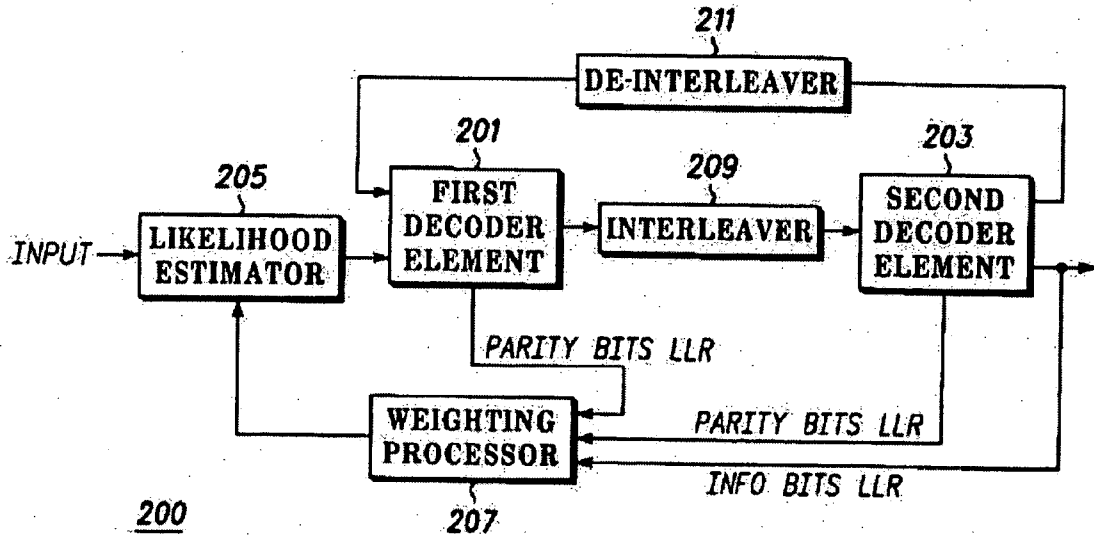 211
DE-INTERLEAVER
201
FIRST
DECODER
ELEMENT
209
INTERLEAVER
203
SECOND
DECODER
ELEMENT
205
LIKELIHOOD
ESTIMATOR
INPUT
PARITY BITS LLR
WEIGHTING
PROCESSOR
207
PARITY BITS LLR
INFO BITS LLR
200